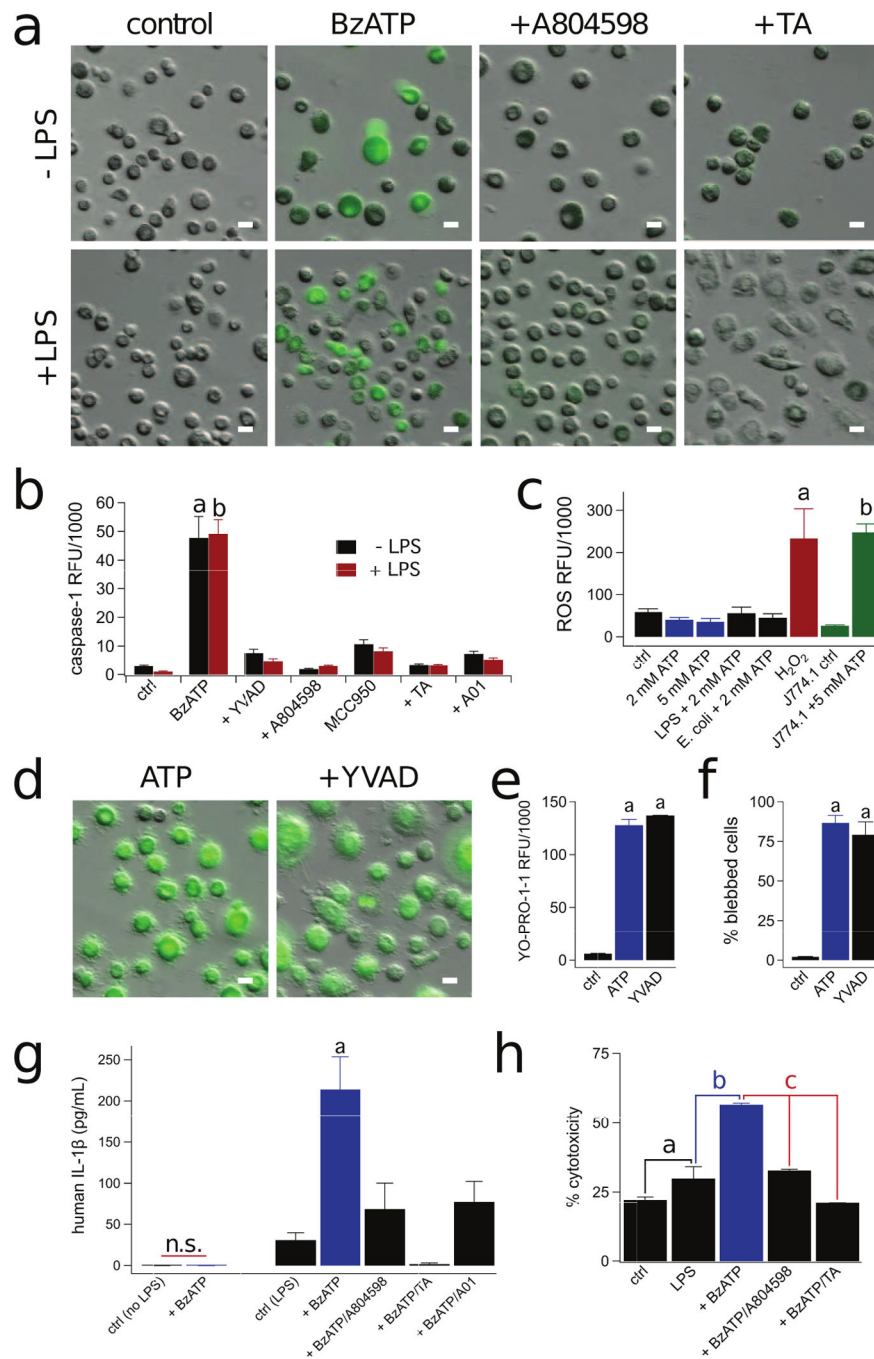 a
control BzATP +A804598 +TA
- LPS
+LPS
b
caspase-1 RFU/1000
60
50
40
30
20
10
0
a b
- LPS
+ LPS
ctrl
BzATP
+ YVAD
+ A804598
MCC950
+ TA
+ A01
c
ROS RFU/1000
300
200
100
0
a
b
ctrl
2 mM ATP
5 mM ATP
LPS + 2 mM ATP
E. coli + 2 mM ATP
H2O2
J774.1 ctrl
J774.1 +5 mM ATP
d
ATP +YVAD
e
YO-PRO-1-1 RFU/1000
150
100
50
0
a a
ctrl
ATP
YVAD
f
% blebbed cells
100
75
50
25
0
a a
ctrl
ATP
YVAD
g
human IL-1β (pg/mL)
250
200
150
100
50
0
n.s.
a
ctrl (no LPS)
+ BzATP
ctrl (LPS)
+ BzATP
+ BzATP/A804598
+ BzATP/TA
+ BzATP/A01
h
% cytotoxicity
75
50
25
0
a
b
c
ctrl
LPS
+ BzATP
+ BzATP/A804598
+ BzATP/TA